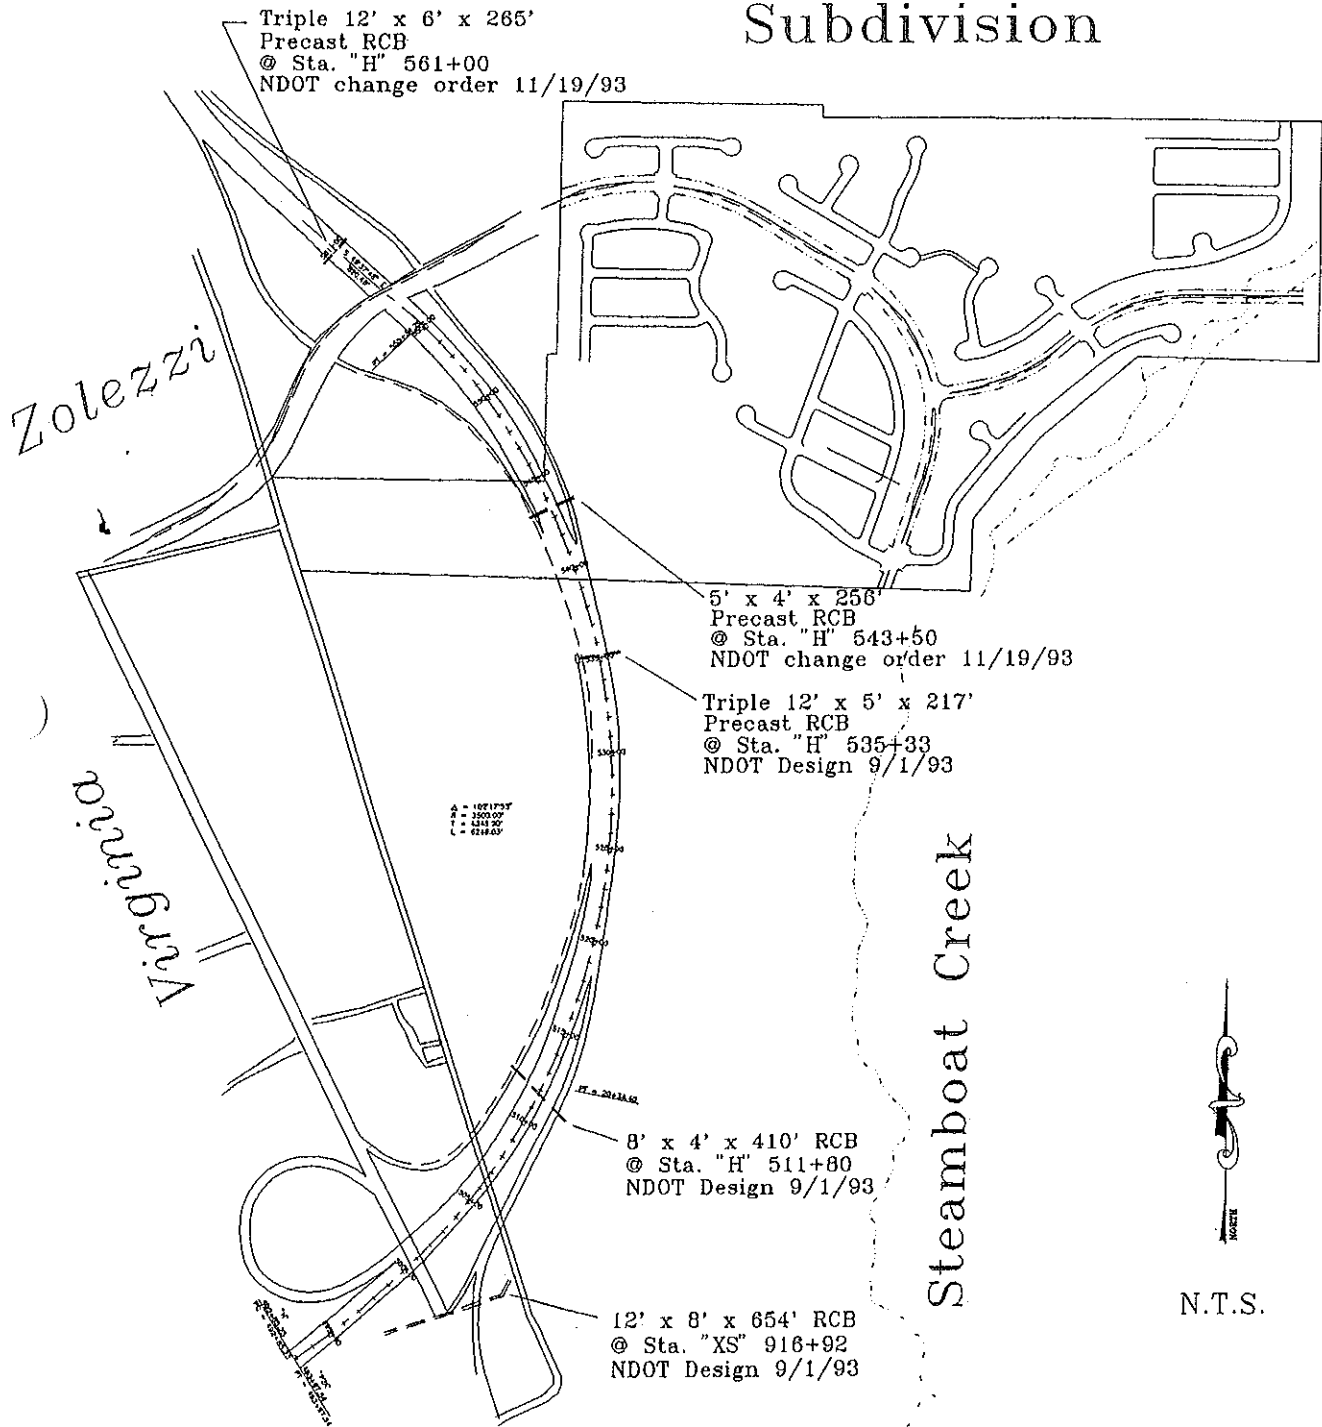 Subdivision
Triple 12' x 6' x 265'
Precast RCB
@ Sta. "H" 561+00
NDOT change order 11/19/93
Zolezzi
5' x 4' x 256'
Precast RCB
@ Sta. "H" 543+50
NDOT change order 11/19/93
Triple 12' x 5' x 217'
Precast RCB
@ Sta. "H" 535+33
NDOT Design 9/1/93
Virginia
Steamboat Creek
8' x 4' x 410' RCB
@ Sta. "H" 511+80
NDOT Design 9/1/93
NORTH
N.T.S.
12' x 8' x 654' RCB
@ Sta. "XS" 916+92
NDOT Design 9/1/93